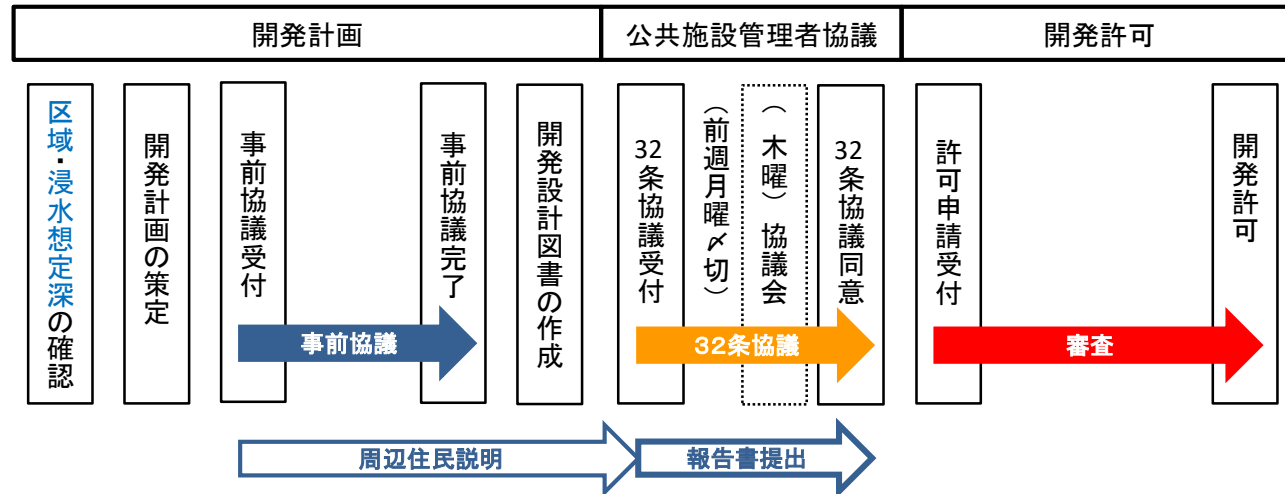 開発計画
公共施設管理者協議
開発許可
区域・浸水想定深の確認
開発計画の策定
事前協議受付
事前協議完了
開発設計図書の作成
32条協議受付
（前週月曜〆切）
（木曜）協議会
32条協議同意
許可申請受付
開発許可
事前協議
32条協議
審査
周辺住民説明
報告書提出